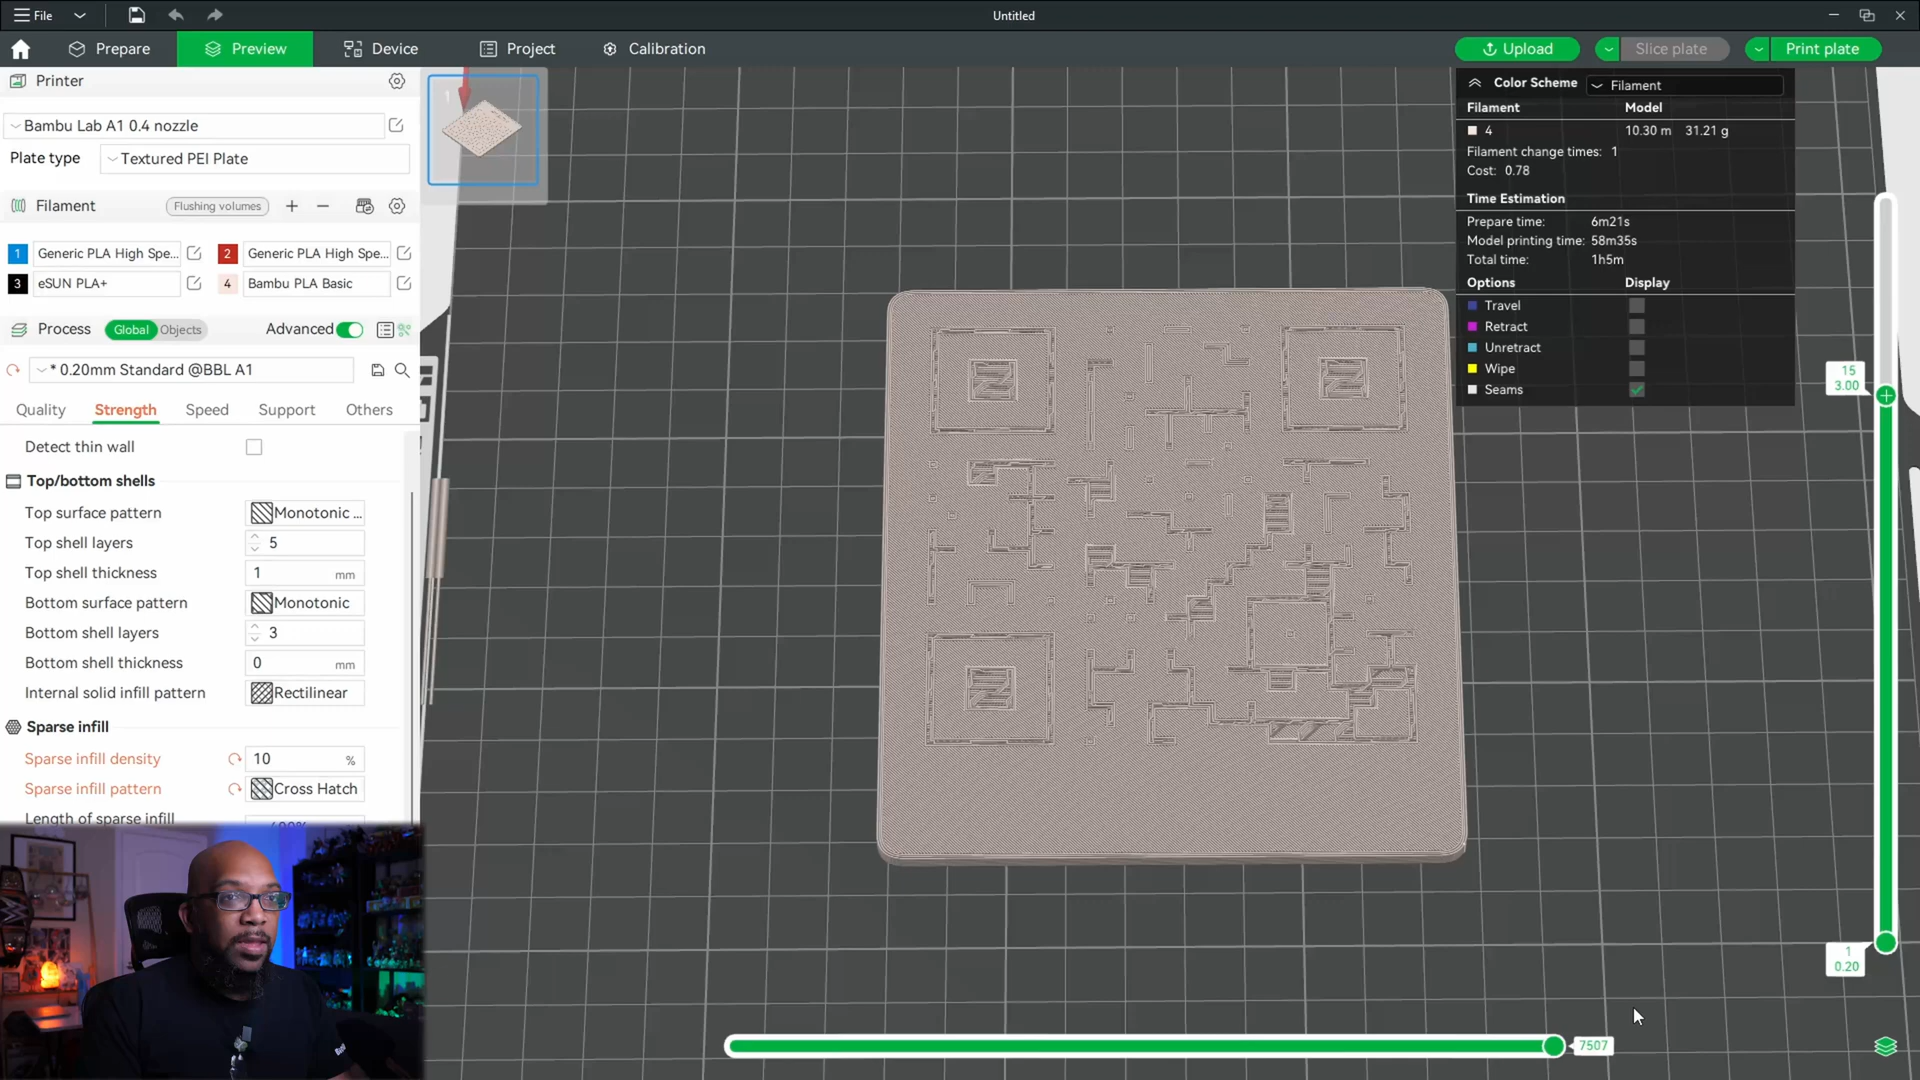 File
Untitled
Prepare
Preview
Device
Project
Calibration
Upload
Slice plate
Print plate
Printer
Bambu Lab A1 0.4 nozzle
Plate type
Textured PEI Plate
Filament
Flushing volumes
1 Generic PLA High Spe...
2 Generic PLA High Spe...
3 eSUN PLA+
4 Bambu PLA Basic
Process
Global
Objects
Advanced
* 0.20mm Standard @BBL A1
Quality
Strength
Speed
Support
Others
Detect thin wall
Top/bottom shells
Top surface pattern
Monotonic ...
Top shell layers
5
Top shell thickness
1 mm
Bottom surface pattern
Monotonic
Bottom shell layers
3
Bottom shell thickness
0 mm
Internal solid infill pattern
Rectilinear
Sparse infill
Sparse infill density
10 %
Sparse infill pattern
Cross Hatch
Length of sparse infill
Color Scheme
Filament
Filament Model
4 10.30 m 31.21 g
Filament change times: 1
Cost: 0.78
Time Estimation
Prepare time: 6m21s
Model printing time: 58m35s
Total time: 1h5m
Options Display
Travel
Retract
Unretract
Wipe
Seams
15
3.00
1
0.20
7507